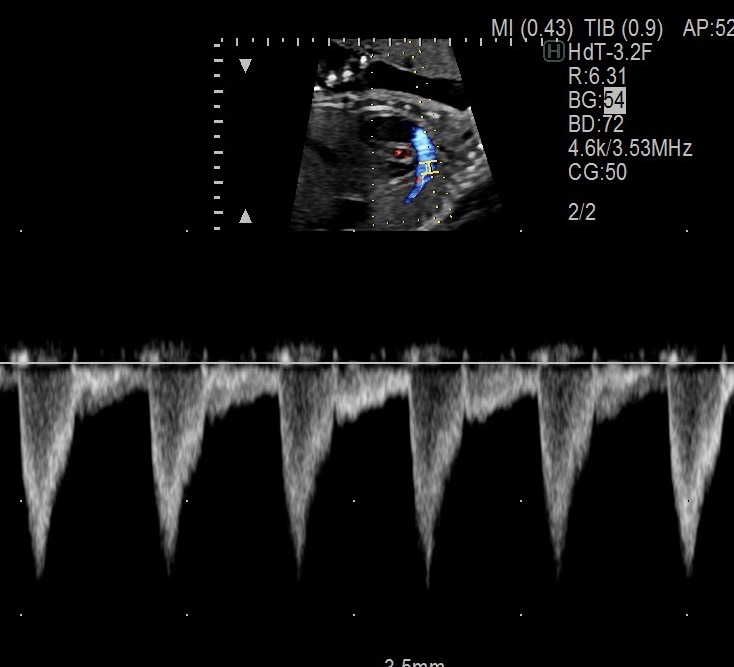 MI (0.43) TIB (0.9) AP:52
H HdT-3.2F
R:6.31
BG:54
BD:72
4.6k/3.53MHz
CG:50
2/2